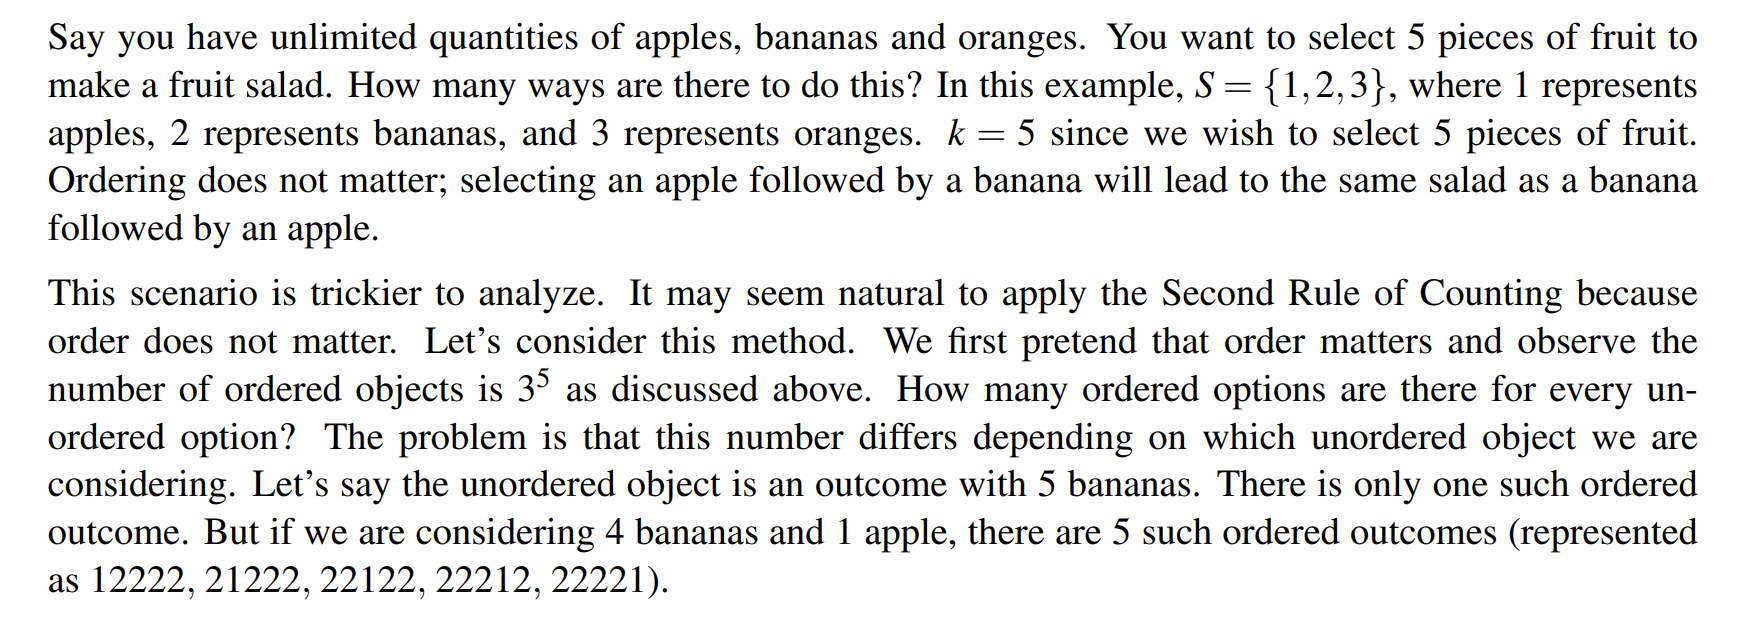 Say you have unlimited quantities of apples, bananas and oranges. You want to select 5 pieces of fruit to
make a fruit salad. How many ways are there to do this? In this example, S = {1,2,3}, where 1 represents
apples, 2 represents bananas, and 3 represents oranges. k = 5 since we wish to select 5 pieces of fruit.
Ordering does not matter; selecting an apple followed by a banana will lead to the same salad as a banana
followed by an apple.
This scenario is trickier to analyze. It may seem natural to apply the Second Rule of Counting because
order does not matter. Let’s consider this method. We first pretend that order matters and observe the
number of ordered objects is 3⁵ as discussed above. How many ordered options are there for every un-
ordered option? The problem is that this number differs depending on which unordered object we are
considering. Let’s say the unordered object is an outcome with 5 bananas. There is only one such ordered
outcome. But if we are considering 4 bananas and 1 apple, there are 5 such ordered outcomes (represented
as 12222, 21222, 22122, 22212, 22221).